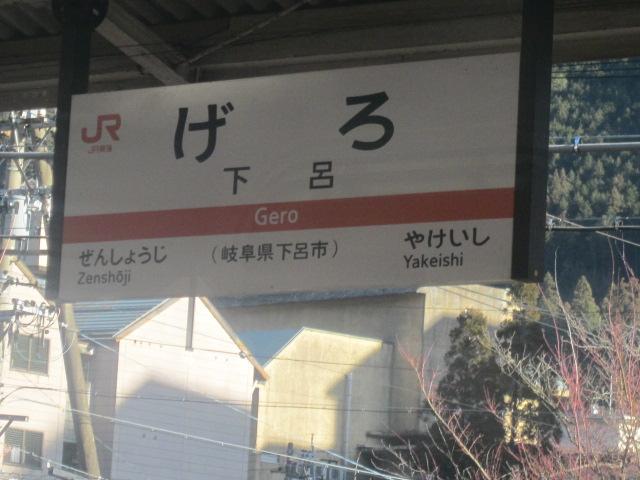 JR
JR東海
げろ
下呂
Gero
ぜんしょうじ
Zenshōji
(岐阜県下呂市)
やけいし
Yakeishi